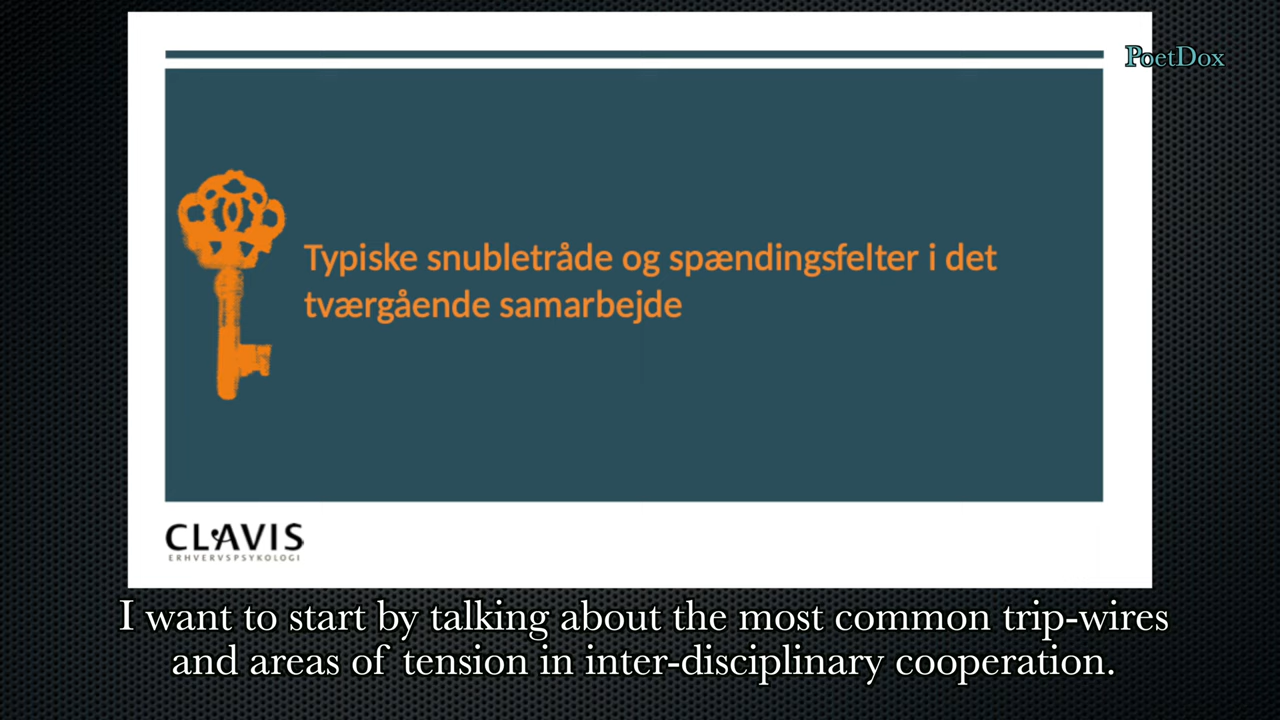 PoetDox
Typiske snubletråde og spændingsfelter i det
tværgående samarbejde
CLAVIS
ERHVERVSPSYKOLOGI
I want to start by talking about the most common trip-wires
and areas of tension in inter-disciplinary cooperation.